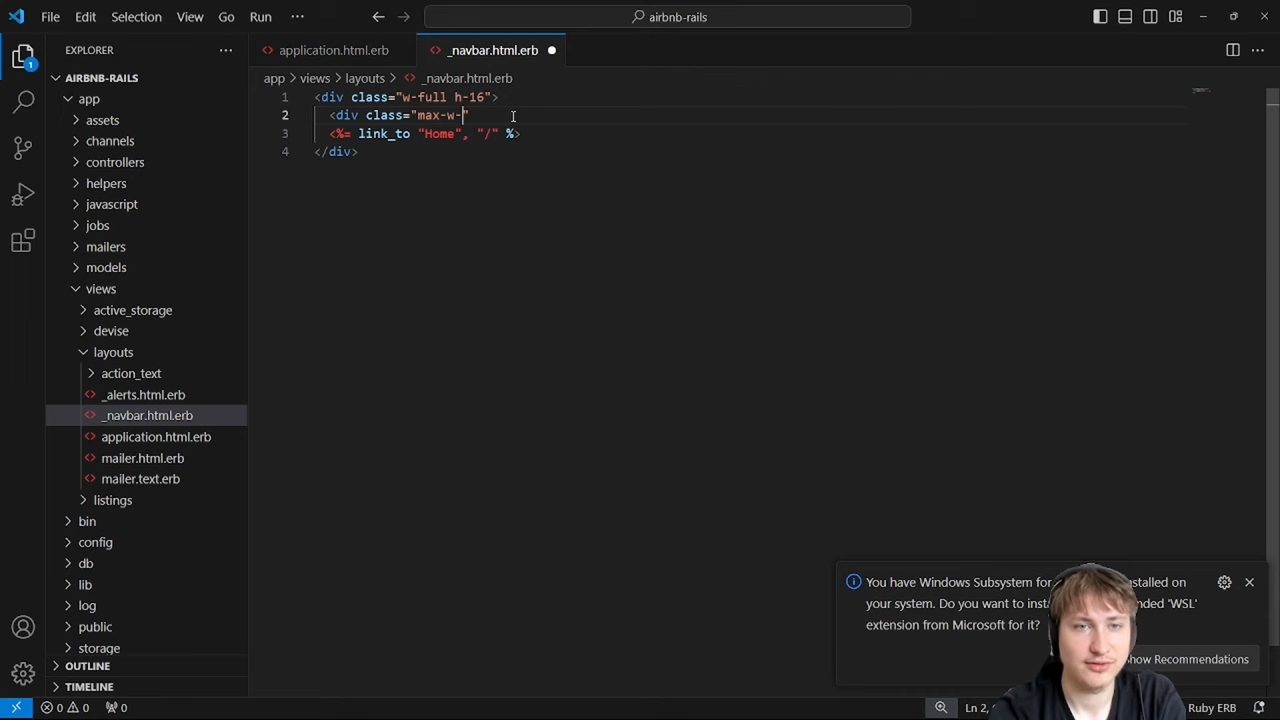 File Edit Selection View Go Run ··· airbnb-rails
EXPLORER ···
application.html.erb _navbar.html.erb
AIRBNB-RAILS
app > views > layouts > _navbar.html.erb
1 <div class="w-full h-16">
2 <div class="max-w-"
3 <%= link_to "Home", "/" %>
4 </div>
app
assets
channels
controllers
helpers
javascript
jobs
mailers
models
views
active_storage
devise
layouts
action_text
_alerts.html.erb
_navbar.html.erb
application.html.erb
mailer.html.erb
mailer.text.erb
listings
bin
config
db
lib
log
public
storage
OUTLINE
TIMELINE
1
You have Windows Subsystem for installed on
your system. Do you want to WSL'
extension from Microsoft for it?
Show Recommendations
0 0 0 Ln 2, Ruby ERB